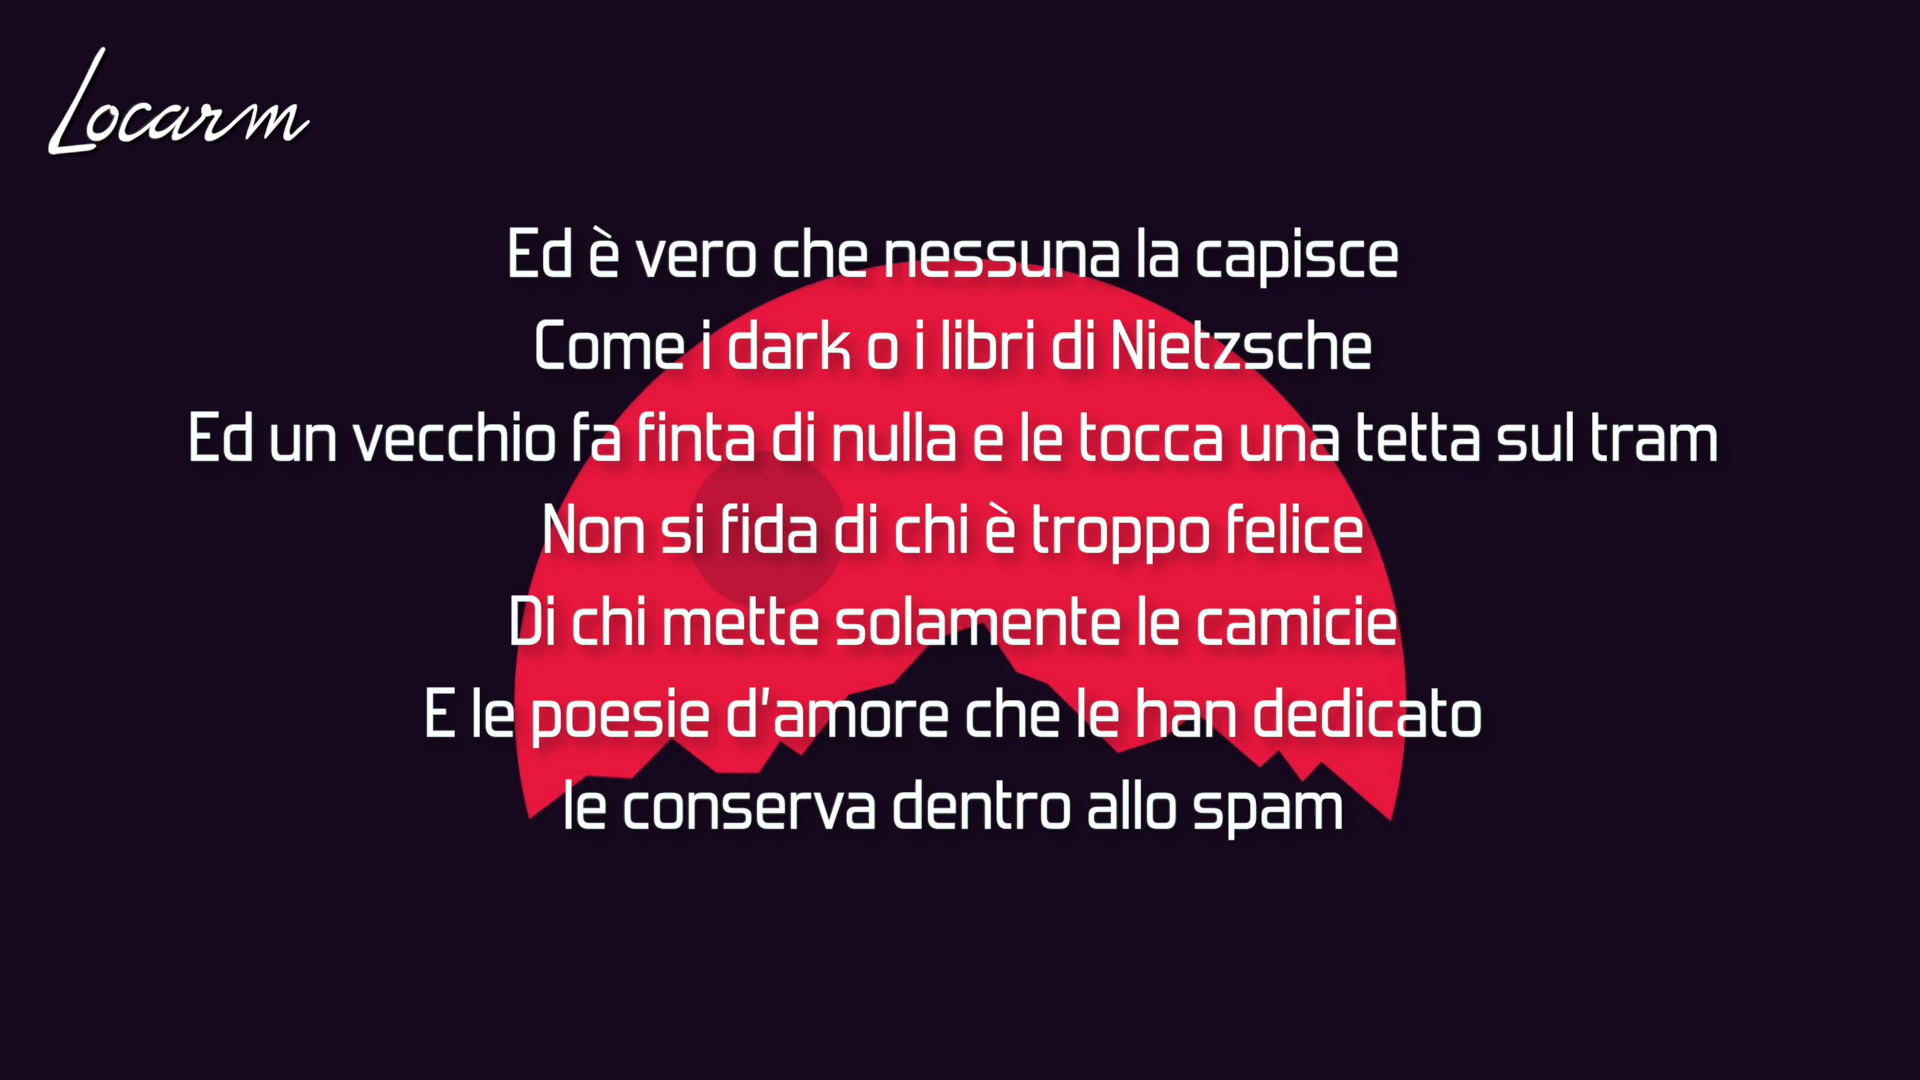 Locarm
Ed è vero che nessuna la capisce
Come i dark o i libri di Nietzsche
Ed un vecchio fa finta di nulla e le tocca una tetta sul tram
Non si fida di chi è troppo felice
Di chi mette solamente le camicie
E le poesie d'amore che le han dedicato
le conserva dentro allo spam